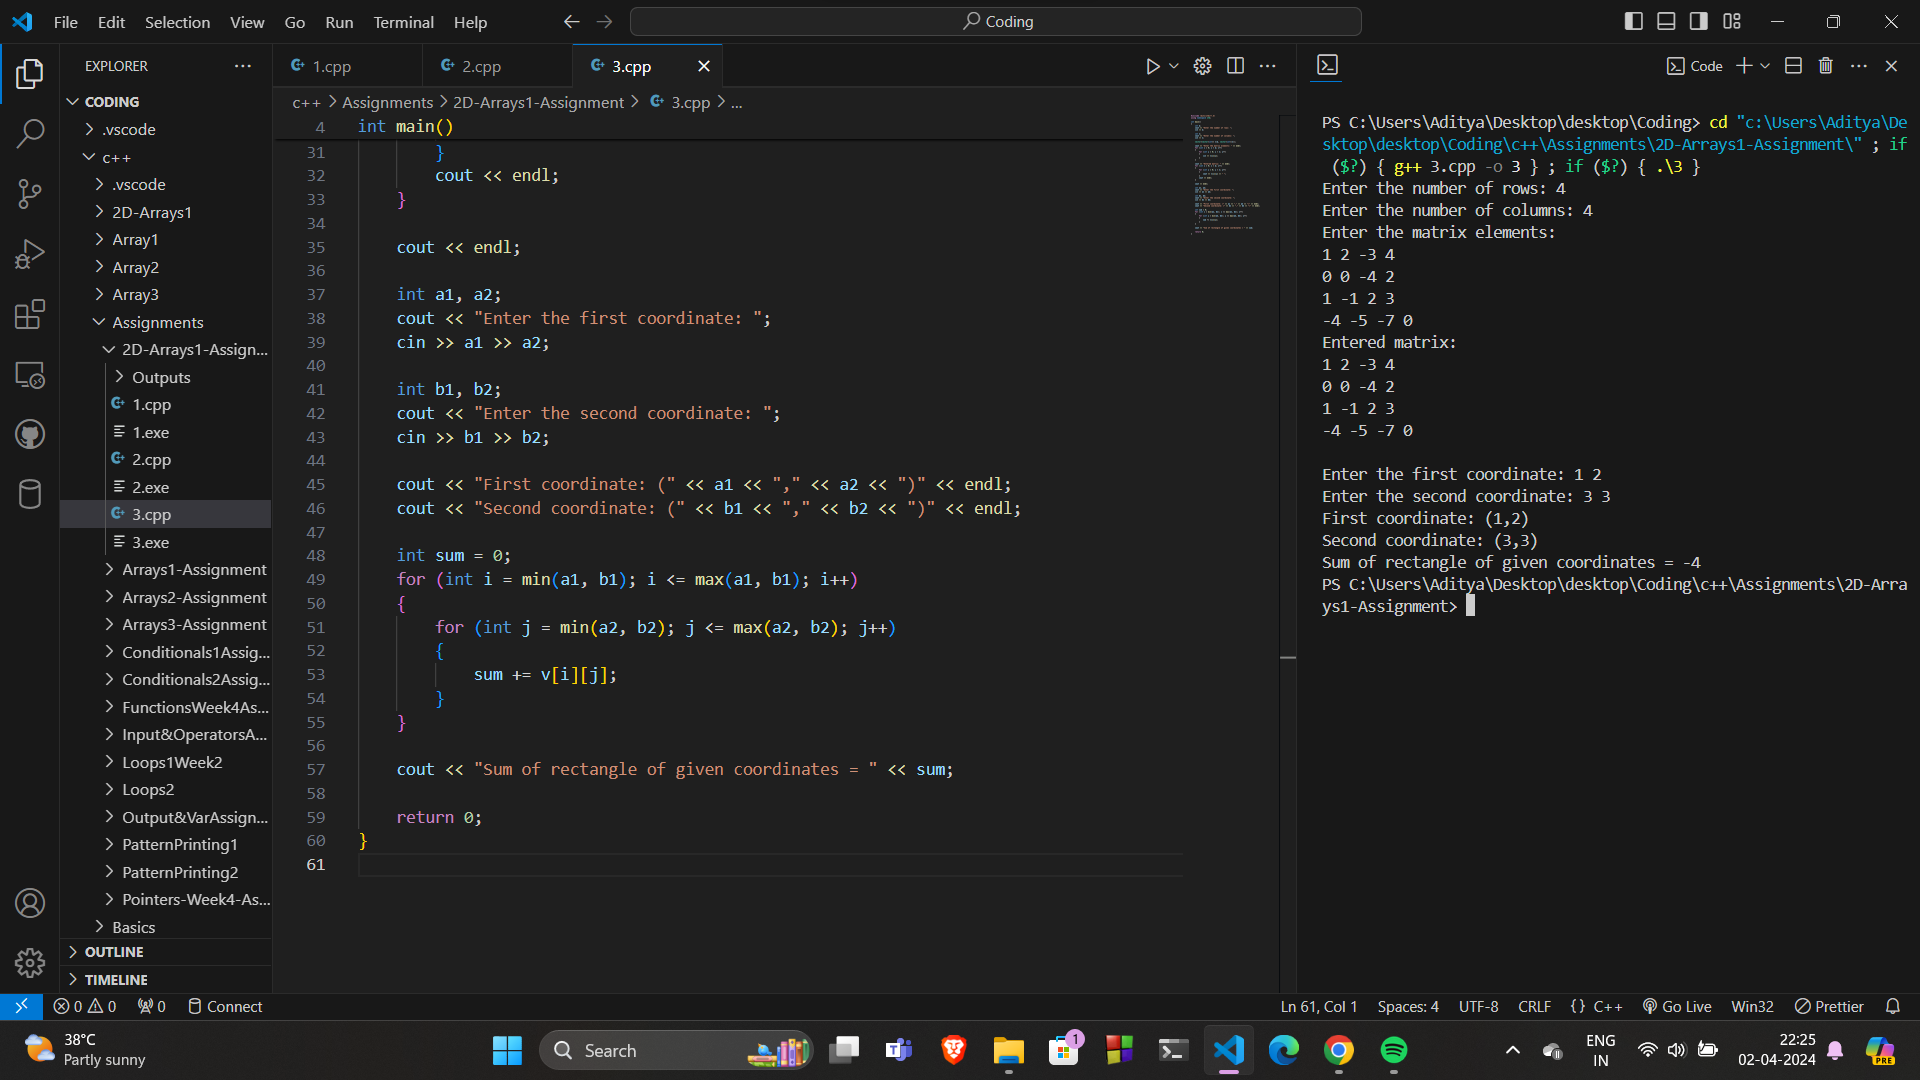 File Edit Selection View Go Run Terminal Help
Coding
EXPLORER
CODING
.vscode
c++
.vscode
2D-Arrays1
Array1
Array2
Array3
Assignments
2D-Arrays1-Assign...
Outputs
1.cpp
1.exe
2.cpp
2.exe
3.cpp
3.exe
Arrays1-Assignment
Arrays2-Assignment
Arrays3-Assignment
Conditionals1Assig...
Conditionals2Assig...
FunctionsWeek4As...
Input&OperatorsA...
Loops1Week2
Loops2
Output&VarAssign...
PatternPrinting1
PatternPrinting2
Pointers-Week4-As...
Basics
OUTLINE
TIMELINE
1.cpp 2.cpp 3.cpp
c++ > Assignments > 2D-Arrays1-Assignment > 3.cpp > ...
4 int main()
31 }
32 cout << endl;
33 }
34
35 cout << endl;
36
37 int a1, a2;
38 cout << "Enter the first coordinate: ";
39 cin >> a1 >> a2;
40
41 int b1, b2;
42 cout << "Enter the second coordinate: ";
43 cin >> b1 >> b2;
44
45 cout << "First coordinate: (" << a1 << "," << a2 << ")" << endl;
46 cout << "Second coordinate: (" << b1 << "," << b2 << ")" << endl;
47
48 int sum = 0;
49 for (int i = min(a1, b1); i <= max(a1, b1); i++)
50 {
51 for (int j = min(a2, b2); j <= max(a2, b2); j++)
52 {
53 sum += v[i][j];
54 }
55 }
56
57 cout << "Sum of rectangle of given coordinates = " << sum;
58
59 return 0;
60 }
61
Code
PS C:\Users\Aditya\Desktop\desktop\Coding> cd "c:\Users\Aditya\De
sktop\desktop\Coding\c++\Assignments\2D-Arrays1-Assignment\" ; if
($?) { g++ 3.cpp -o 3 } ; if ($?) { .\3 }
Enter the number of rows: 4
Enter the number of columns: 4
Enter the matrix elements:
1 2 -3 4
0 0 -4 2
1 -1 2 3
-4 -5 -7 0
Entered matrix:
1 2 -3 4
0 0 -4 2
1 -1 2 3
-4 -5 -7 0
Enter the first coordinate: 1 2
Enter the second coordinate: 3 3
First coordinate: (1,2)
Second coordinate: (3,3)
Sum of rectangle of given coordinates = -4
PS C:\Users\Aditya\Desktop\desktop\Coding\c++\Assignments\2D-Arra
ys1-Assignment>
0 0 0 Connect
Ln 61, Col 1 Spaces: 4 UTF-8 CRLF {} C++ Go Live Win32 Prettier
38°C
Partly sunny
Search
1
ENG
IN
22:25
02-04-2024
PRE